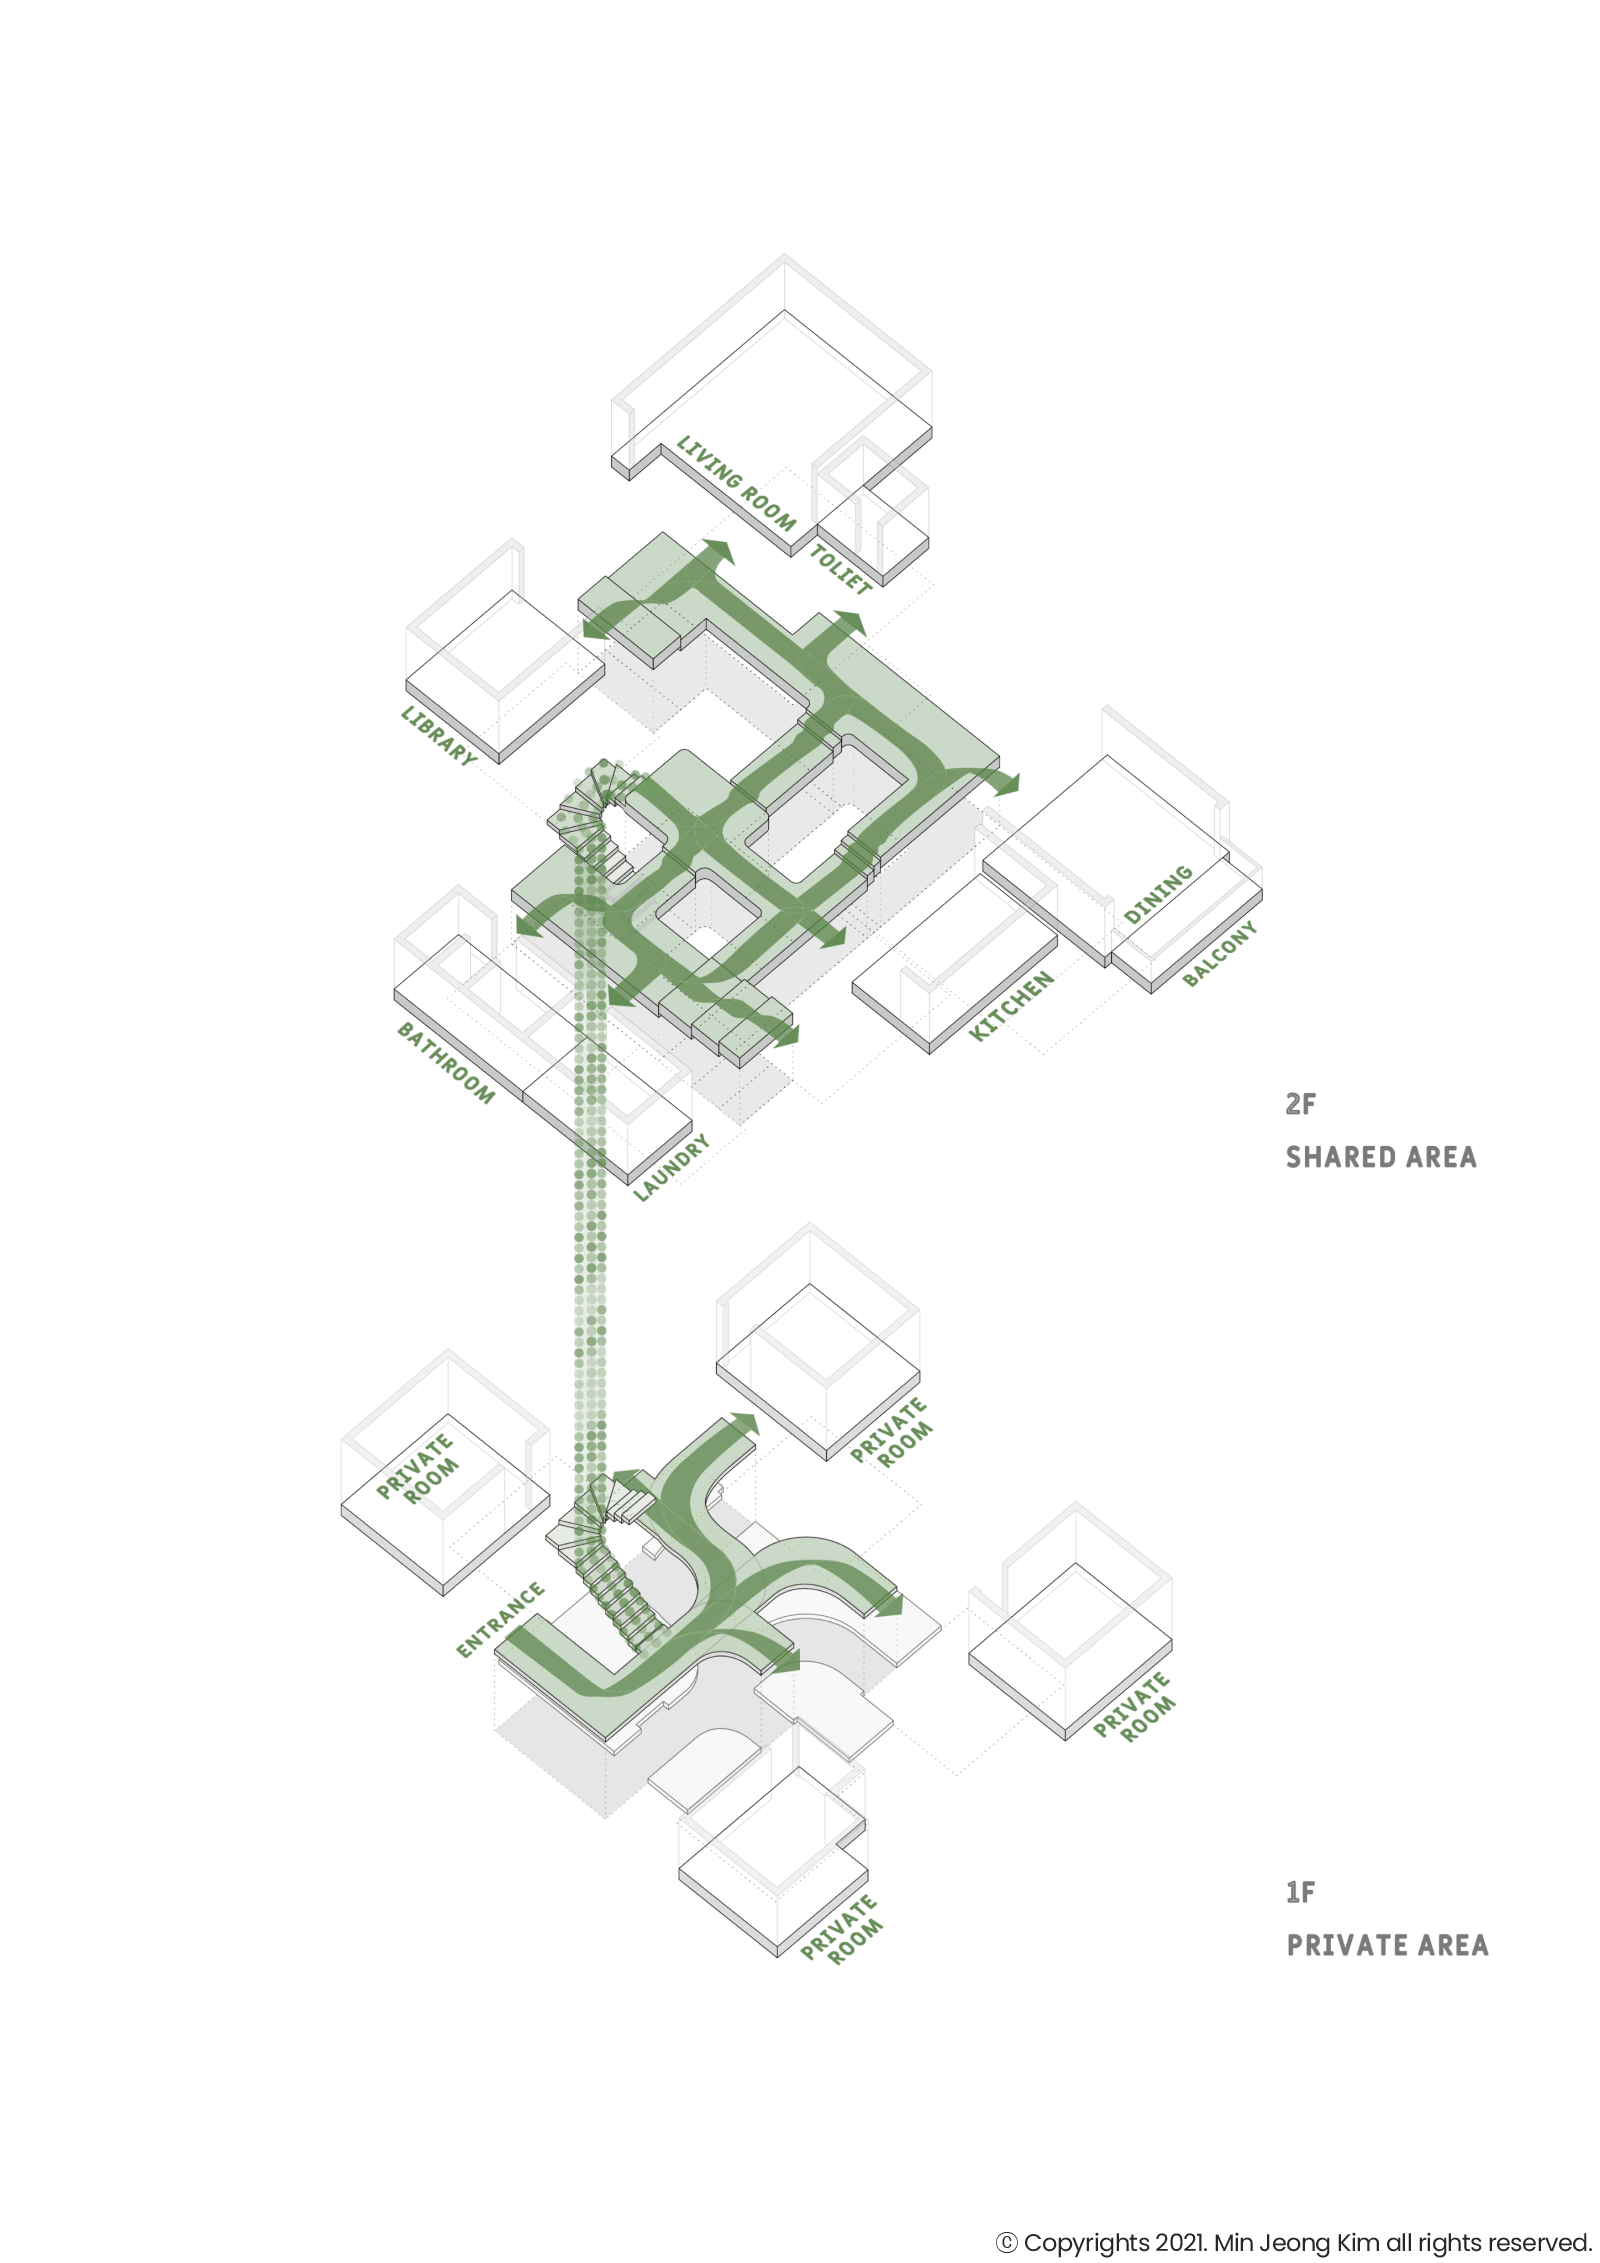 LIVING ROOM
TOLIET
LIBRARY
DINING
BALCONY
KITCHEN
BATHROOM
LAUNDRY
2F
SHARED AREA
PRIVATE
ROOM
PRIVATE
ROOM
ENTRANCE
PRIVATE
ROOM
PRIVATE
ROOM
1F
PRIVATE AREA
© Copyrights 2021. Min Jeong Kim all rights reserved.